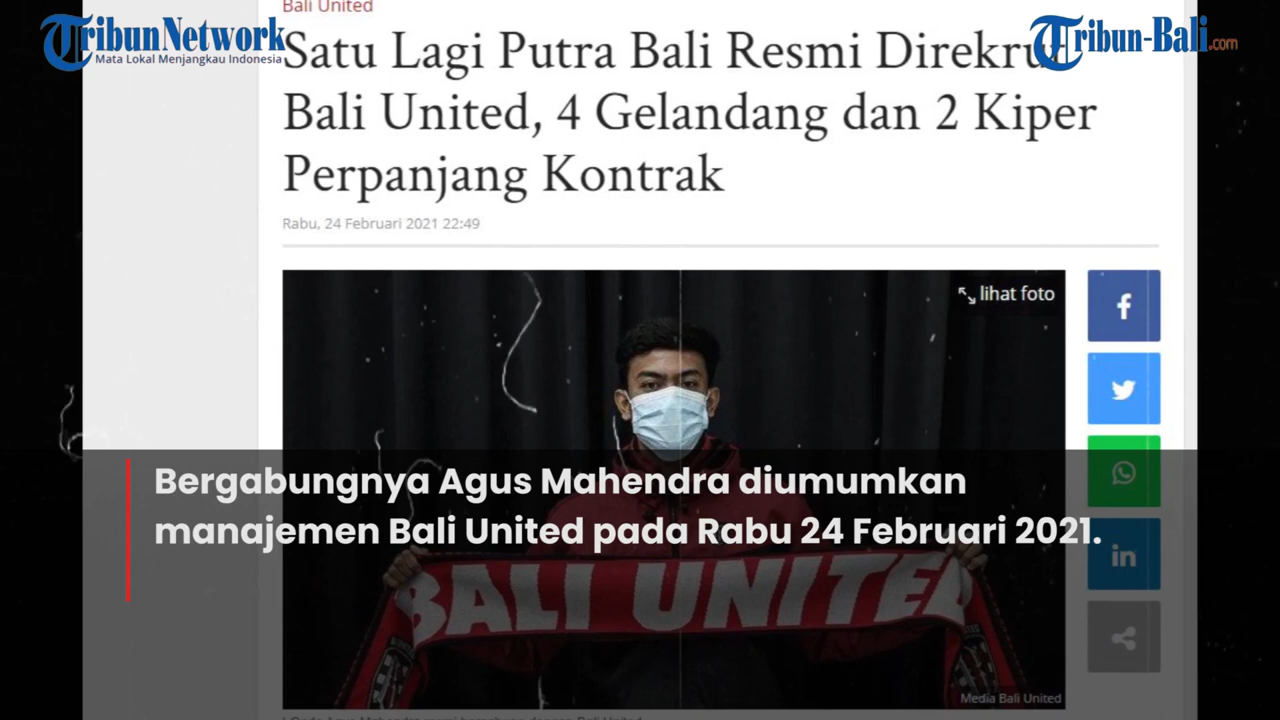 Bali United
TribunNetwork
Mata Lokal Menjangkau Indonesia
Tribun-Bali.com
Satu Lagi Putra Bali Resmi Direkrut
Bali United, 4 Gelandang dan 2 Kiper
Perpanjang Kontrak
Rabu, 24 Februari 2021 22:49
lihat foto
Bergabungnya Agus Mahendra diumumkan
manajemen Bali United pada Rabu 24 Februari 2021.
BALI UNITED
Media Bali United